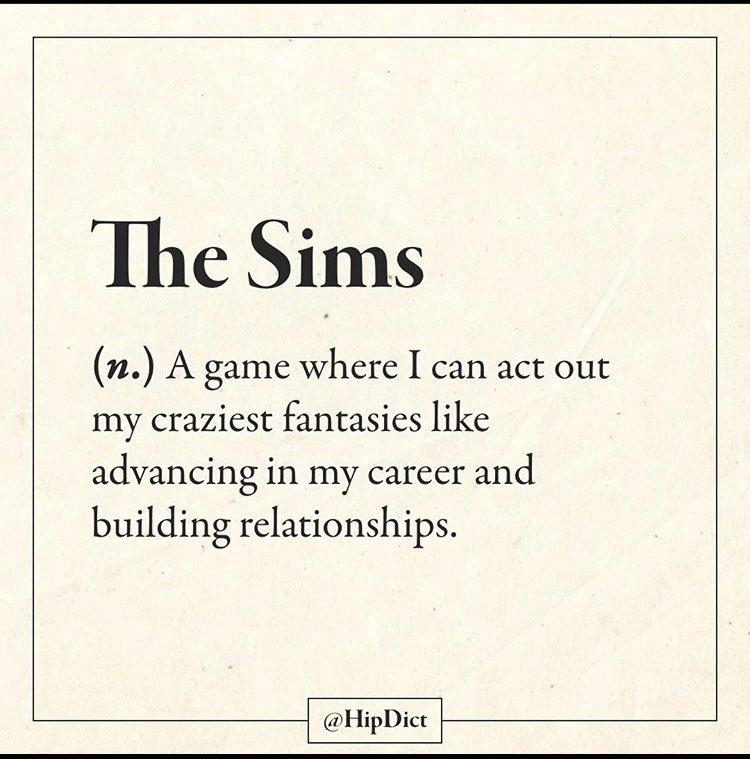 The Sims
(n.) A game where I can act out
my craziest fantasies like
advancing in my career and
building relationships.
@HipDict